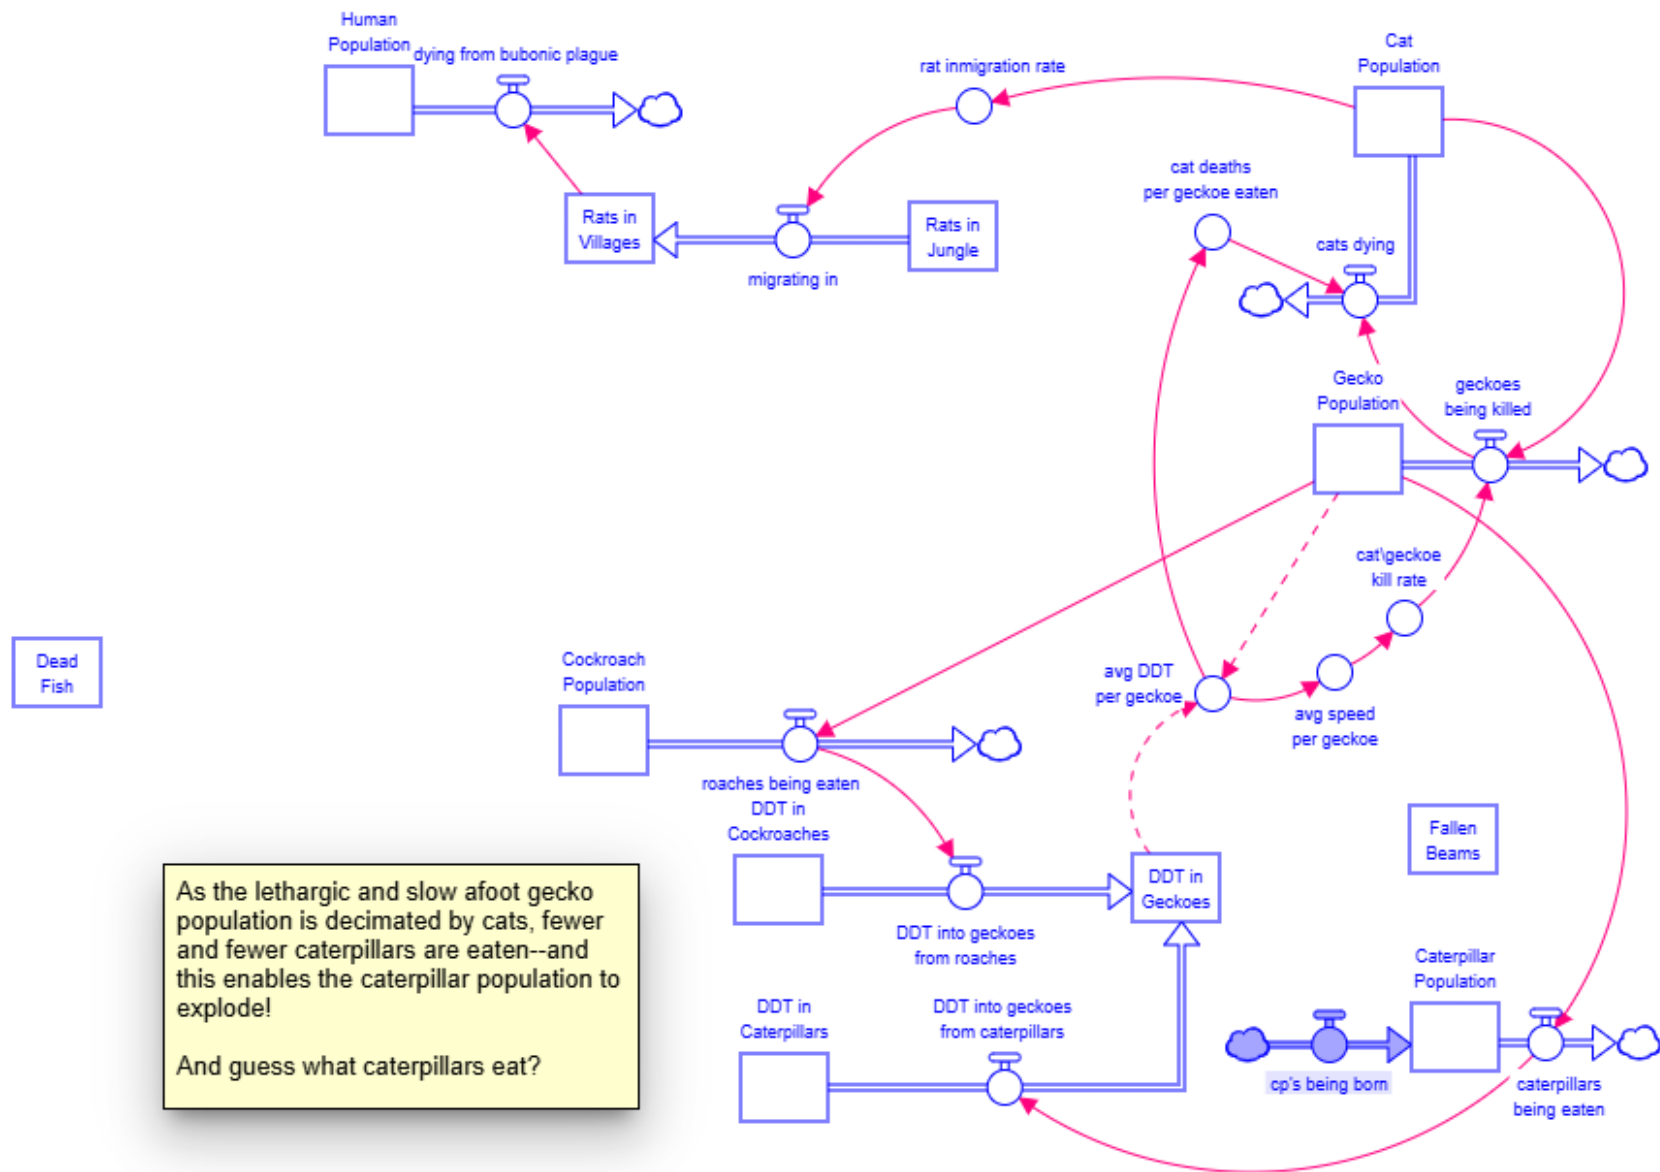 Human
Population
dying from bubonic plague
rat inmigration rate
Cat
Population
cat deaths
per geckoe eaten
Rats in
Villages
Rats in
Jungle
migrating in
cats dying
Gecko
Population
geckoes
being killed
cat\geckoe
kill rate
Dead
Fish
Cockroach
Population
avg DDT
per geckoe
avg speed
per geckoe
roaches being eaten
DDT in
Cockroaches
Fallen
Beams
DDT in
Geckoes
As the lethargic and slow afoot gecko
population is decimated by cats, fewer
and fewer caterpillars are eaten--and
this enables the caterpillar population to
explode!
And guess what caterpillars eat?
DDT into geckoes
from roaches
DDT in
Caterpillars
DDT into geckoes
from caterpillars
Caterpillar
Population
cp's being born
caterpillars
being eaten